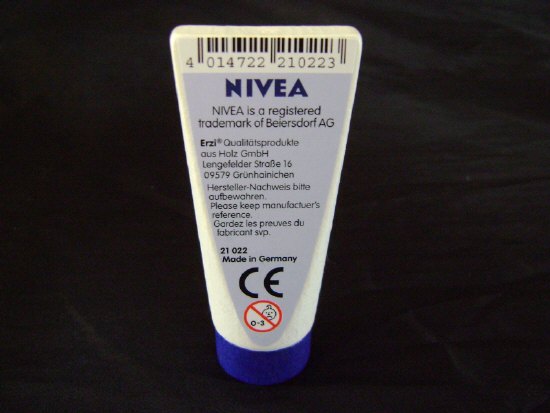 4 014722 210223
NIVEA
NIVEA is a registered
trademark of Beiersdorf AG
Erzi® Qualitätsprodukte
aus Holz GmbH
Lengefelder Straße 16
09579 Grünhainichen
Hersteller-Nachweis bitte
aufbewahren.
Please keep manufactuer's
reference.
Gardez les preuves du
fabricant svp.
21 022
Made in Germany
CE
0-3